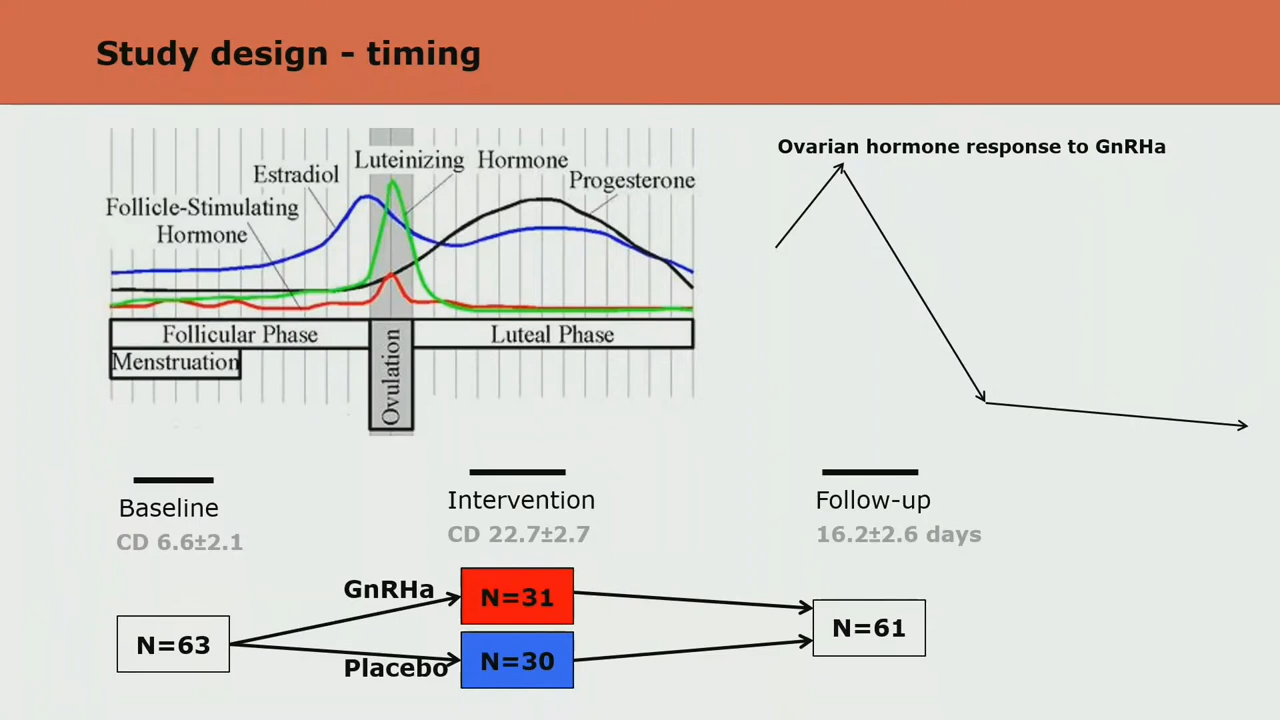 Study design - timing
Luteinizing Hormone
Estradiol
Progesterone
Follicle-Stimulating
Hormone
Follicular Phase
Luteal Phase
Menstruation
Ovulation
Ovarian hormone response to GnRHa
Baseline
CD 6.6±2.1
Intervention
CD 22.7±2.7
Follow-up
16.2±2.6 days
GnRHa
N=31
N=63
Placebo
N=30
N=61